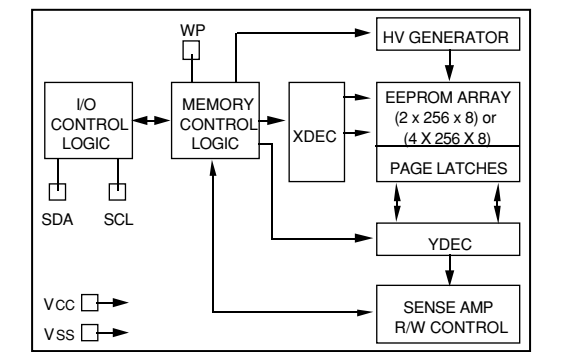 WP
HV GENERATOR
I/O
CONTROL
LOGIC
MEMORY
CONTROL
LOGIC
XDEC
EEPROM ARRAY
(2 x 256 x 8) or
(4 X 256 X 8)
PAGE LATCHES
SDA
SCL
YDEC
VCC
VSS
SENSE AMP
R/W CONTROL